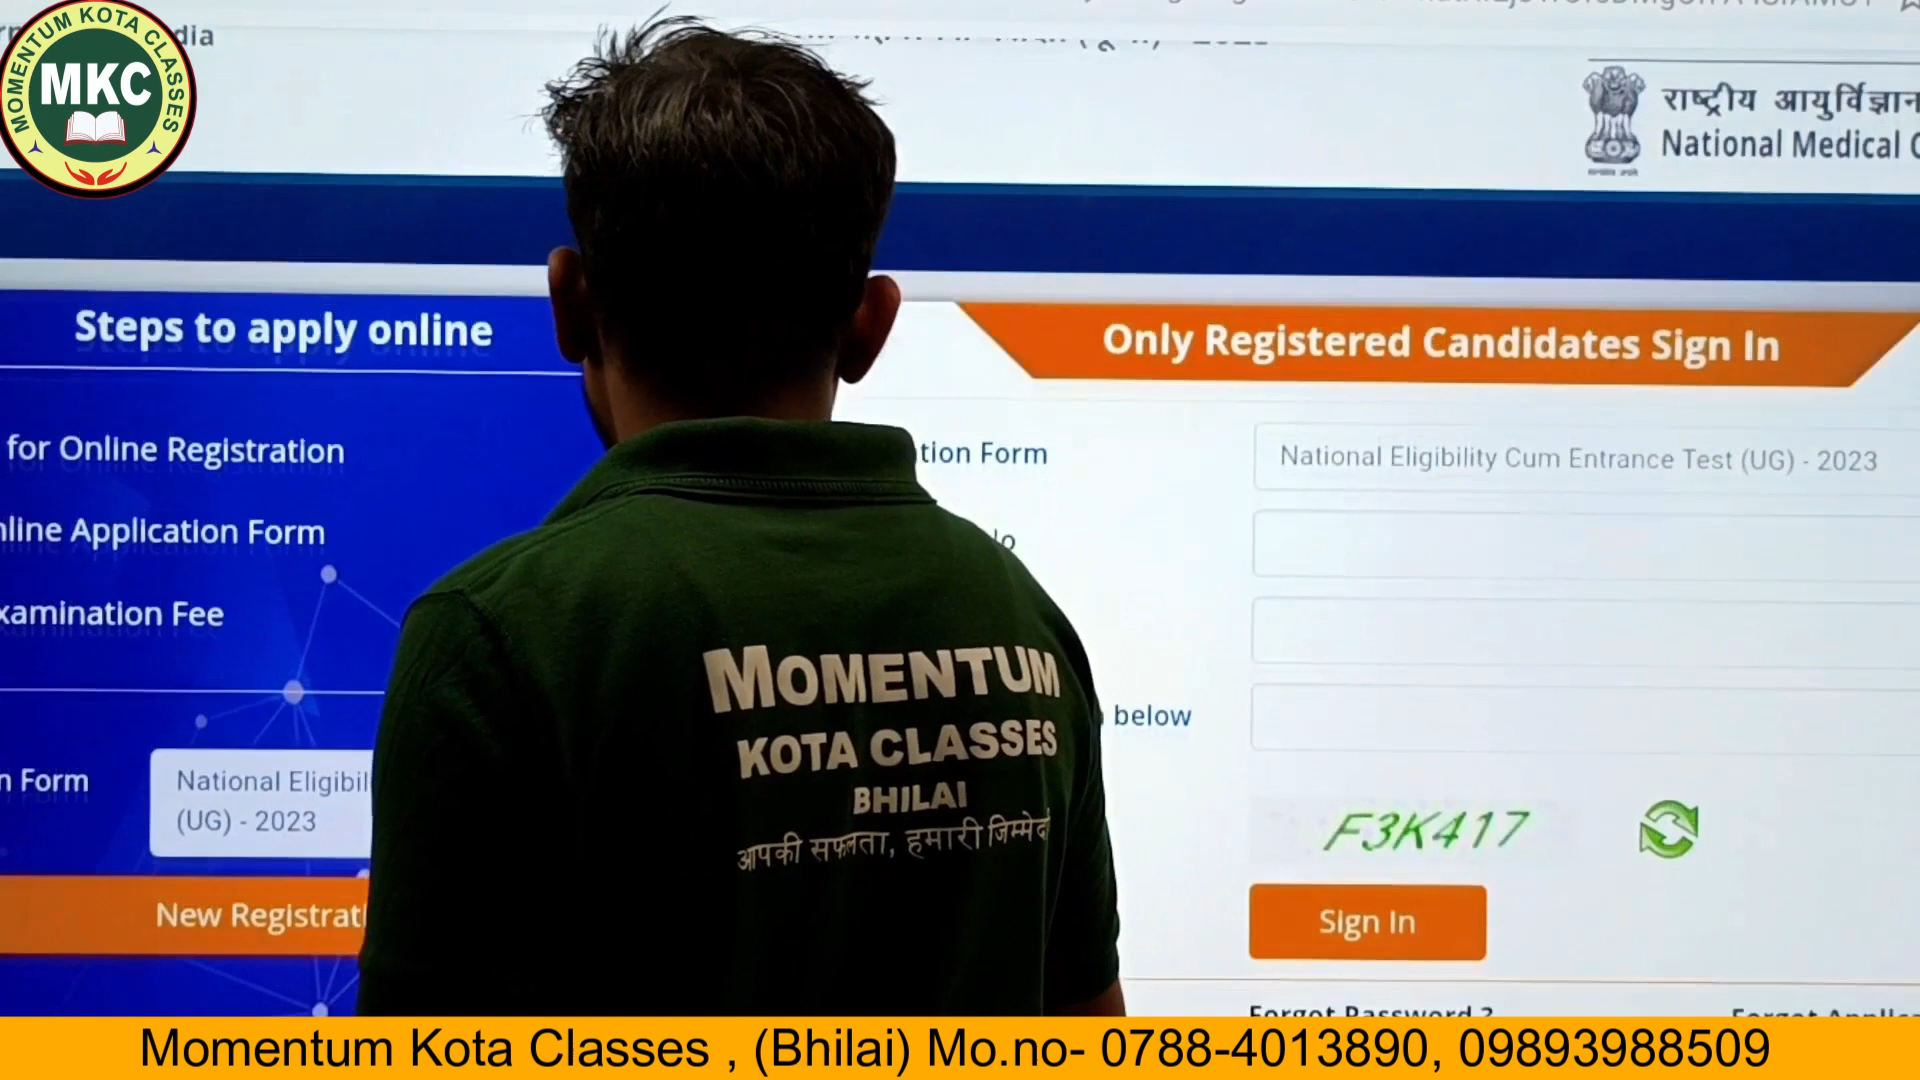 MOMENTUM KOTA CLASSES
MKC
dia
राष्ट्रीय आयुर्विज्ञान
National Medical
Steps to apply online
Only Registered Candidates Sign In
for Online Registration
tion Form
National Eligibility Cum Entrance Test (UG) - 2023
Application Form
Fee
below
Form
National Eligibil
(UG) - 2023
F3K417
New Registrati
Sign In
MOMENTUM
KOTA CLASSES
BHILAI
आपकी सफलता, हमारी
Forgot Password ?
Momentum Kota Classes , (Bhilai) Mo.no- 0788-4013890, 09893988509